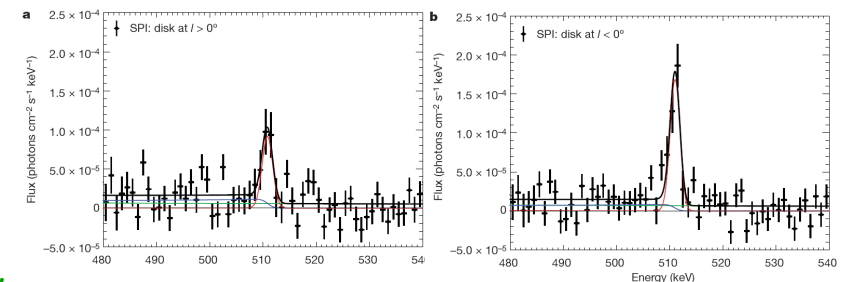 a
SPI: disk at l > 0°
Flux (photons cm⁻² s⁻¹ keV⁻¹)
2.5 × 10⁻⁴
2.0 × 10⁻⁴
1.5 × 10⁻⁴
1.0 × 10⁻⁴
5.0 × 10⁻⁵
0
−5.0 × 10⁻⁵
480 490 500 510 520 530 54
b
SPI: disk at l < 0°
Flux (photons cm⁻² s⁻¹ keV⁻¹)
2.5 × 10⁻⁴
2.0 × 10⁻⁴
1.5 × 10⁻⁴
1.0 × 10⁻⁴
5.0 × 10⁻⁵
0
−5.0 × 10⁻⁵
480 490 500 510 520 530 540
Energy (keV)